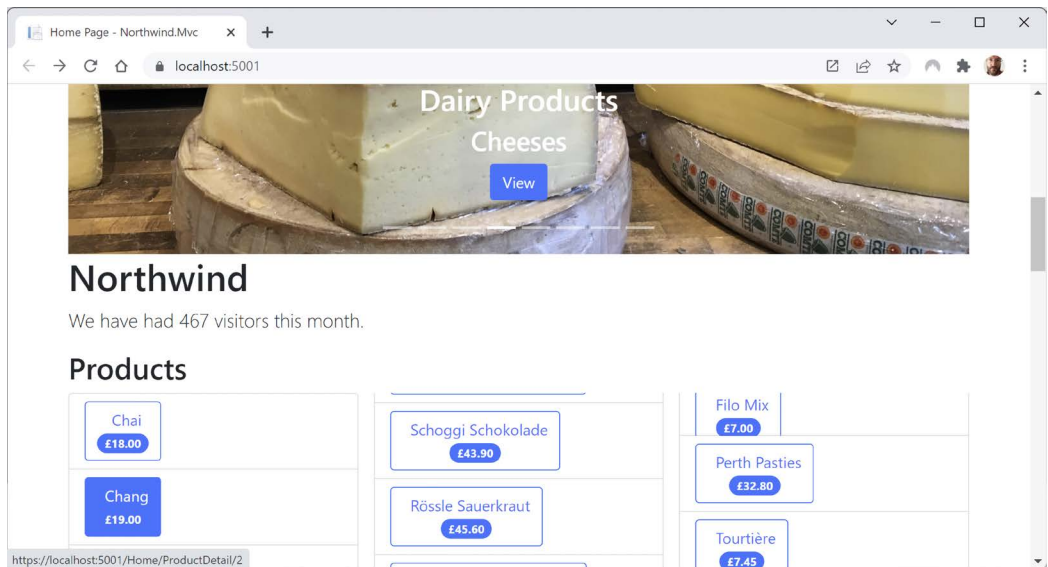 Home Page - Northwind.Mvc
localhost:5001
Dairy Products
Cheeses
View
Northwind
We have had 467 visitors this month.
Products
Chai
£18.00
Chang
£19.00
Schoggi Schokolade
£43.90
Rössle Sauerkraut
£45.60
Filo Mix
£7.00
Perth Pasties
£32.80
Tourtière
£7.45
https://localhost:5001/Home/ProductDetail/2